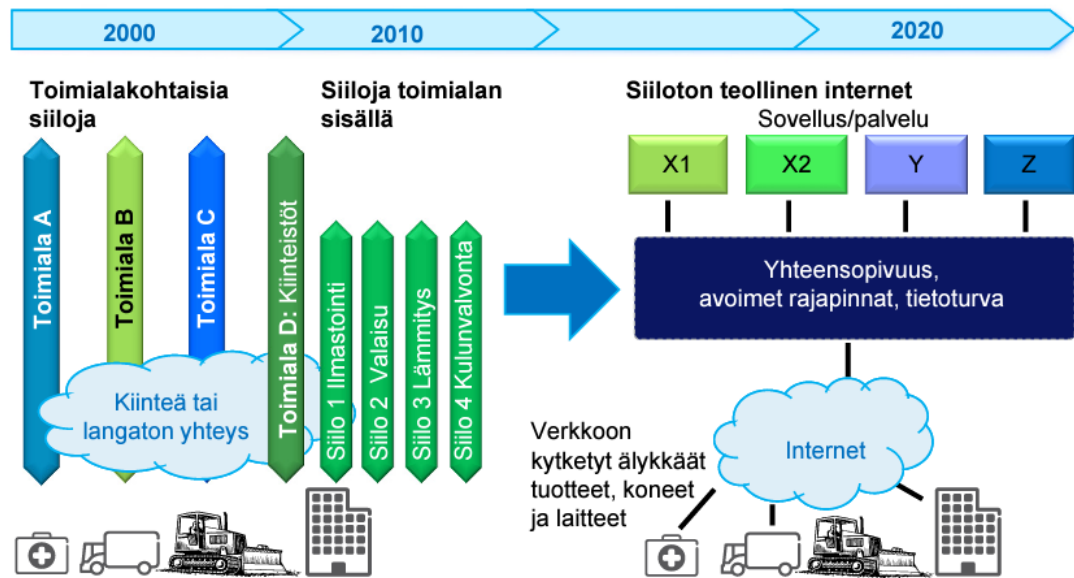 2000
2010
2020
Toimialakohtaisia
siiloja
Siiloja toimialan
sisällä
Siiloton teollinen internet
Sovellus/palvelu
Toimiala A
Toimiala B
Toimiala C
Toimiala D: Kiinteistöt
Siilo 1 Ilmastointi
Siilo 2 Valaisu
Siilo 3 Lämmitys
Siilo 4 Kulunvalvonta
Kiinteä tai
langaton yhteys
X1
X2
Y
Z
Yhteensopivuus,
avoimet rajapinnat, tietoturva
Verkkoon
kytketyt älykkäät
tuotteet, koneet
ja laitteet
Internet